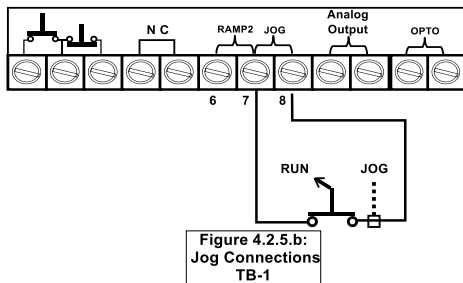 N C
RAMP2
JOG
Analog
Output
OPTO
6
7
8
RUN
JOG
Figure 4.2.5.b:
Jog Connections
TB-1